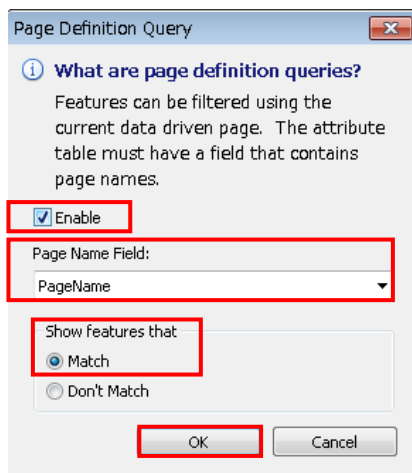 Page Definition Query
What are page definition queries?
Features can be filtered using the
current data driven page. The attribute
table must have a field that contains
page names.
Enable
Page Name Field:
PageName
Show features that
Match
Don't Match
OK Cancel